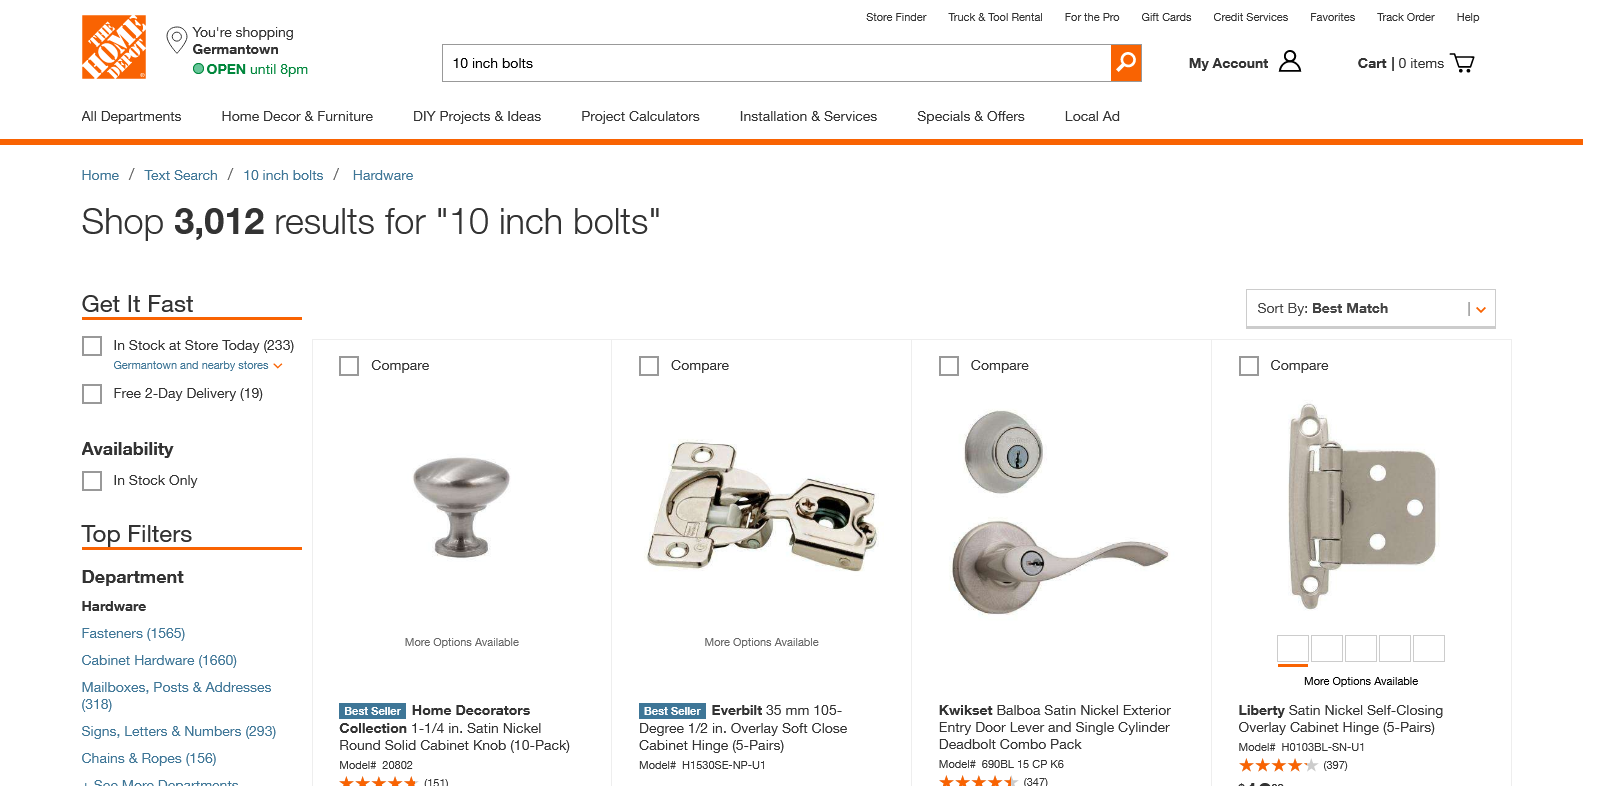 Store Finder Truck & Tool Rental For the Pro Gift Cards Credit Services Favorites Track Order Help
THE HOME DEPOT
You're shopping
Germantown
OPEN until 8pm
10 inch bolts
My Account
Cart | 0 items
All Departments Home Decor & Furniture DIY Projects & Ideas Project Calculators Installation & Services Specials & Offers Local Ad
Home / Text Search / 10 inch bolts / Hardware
Shop 3,012 results for "10 inch bolts"
Get It Fast
In Stock at Store Today (233)
Germantown and nearby stores
Free 2-Day Delivery (19)
Availability
In Stock Only
Top Filters
Department
Hardware
Fasteners (1565)
Cabinet Hardware (1660)
Mailboxes, Posts & Addresses
(318)
Signs, Letters & Numbers (293)
Chains & Ropes (156)
+ See More Departments
Sort By: Best Match
Compare
More Options Available
Best Seller Home Decorators
Collection 1-1/4 in. Satin Nickel
Round Solid Cabinet Knob (10-Pack)
Model# 20802
(151)
Compare
More Options Available
Best Seller Everbilt 35 mm 105-
Degree 1/2 in. Overlay Soft Close
Cabinet Hinge (5-Pairs)
Model# H1530SE-NP-U1
Compare
Kwikset Balboa Satin Nickel Exterior
Entry Door Lever and Single Cylinder
Deadbolt Combo Pack
Model# 690BL 15 CP K6
(347)
Compare
More Options Available
Liberty Satin Nickel Self-Closing
Overlay Cabinet Hinge (5-Pairs)
Model# H0103BL-SN-U1
(397)